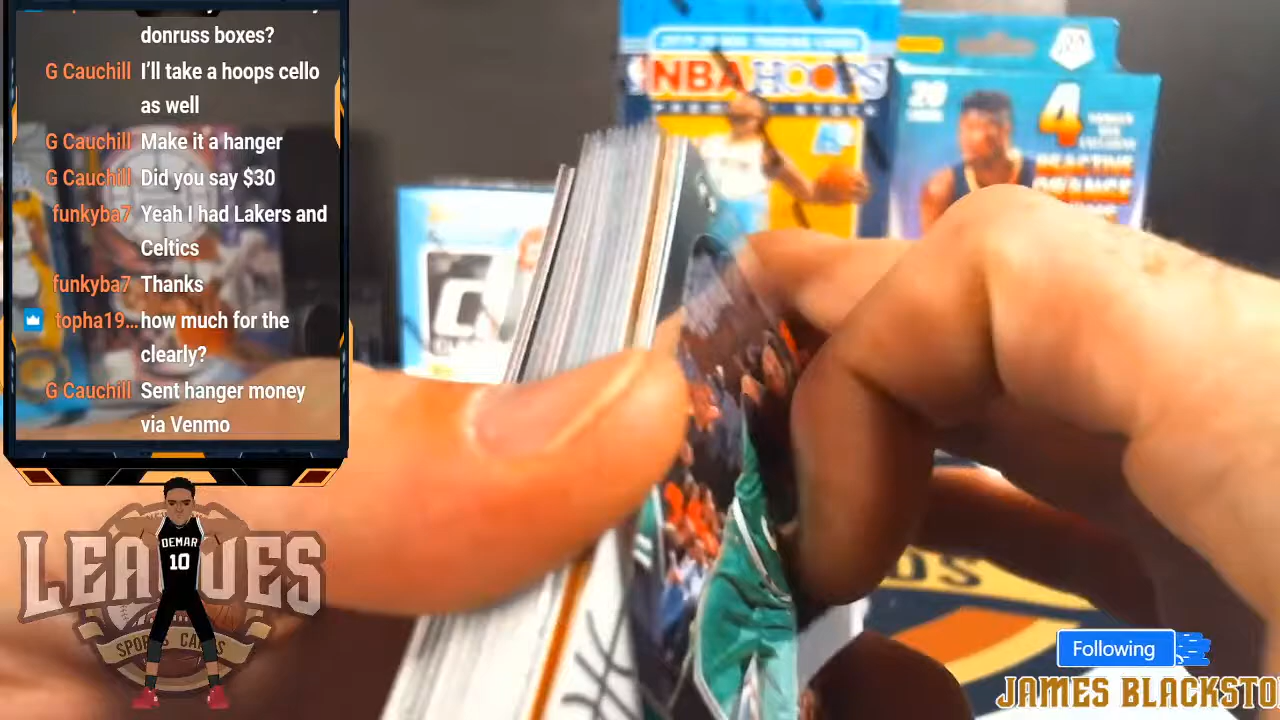 donruss boxes?
G Cauchill I'll take a hoops cello
as well
G Cauchill Make it a hanger
G Cauchill Did you say $30
funkyba7 Yeah I had Lakers and
Celtics
funkyba7 Thanks
topha19... how much for the
clearly?
G Cauchill Sent hanger money
via Venmo
NBA HOOPS
20
4
REACTIVE
ORANGE
LEAGUES
DEMAR
10
SPORTS CARDS
Following
JAMES BLACKSTO